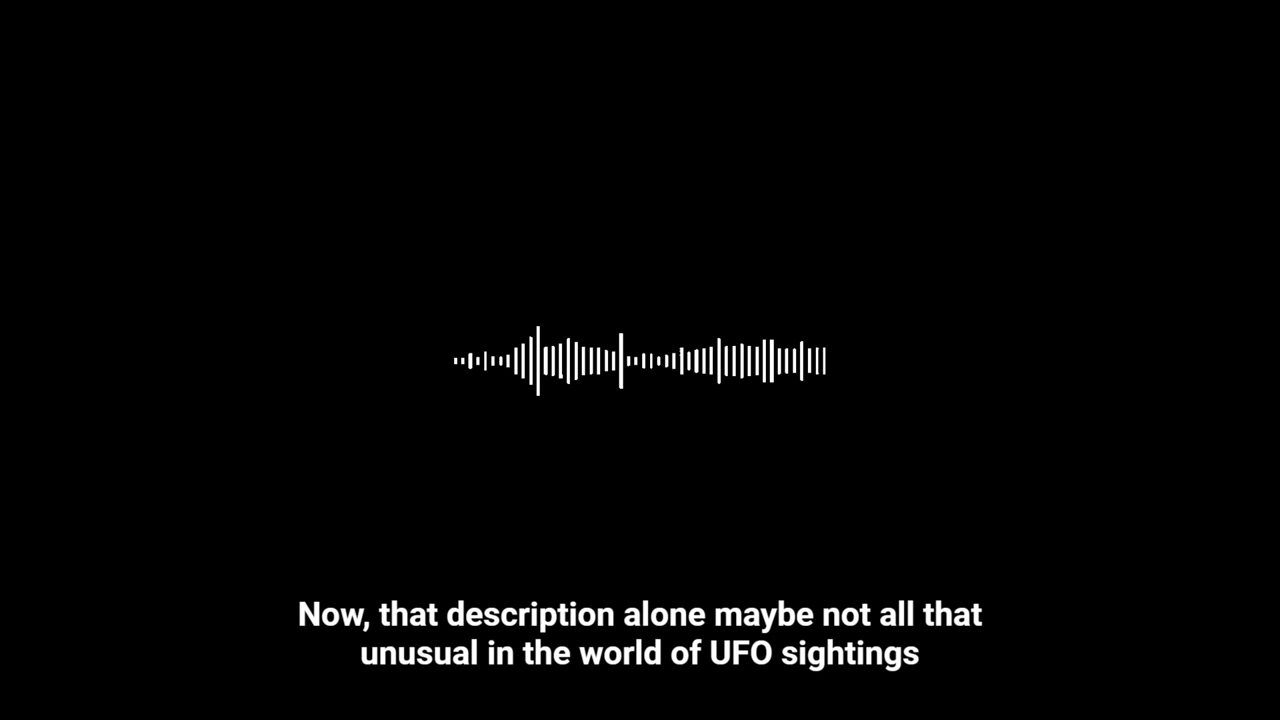 Now, that description alone maybe not all that
unusual in the world of UFO sightings